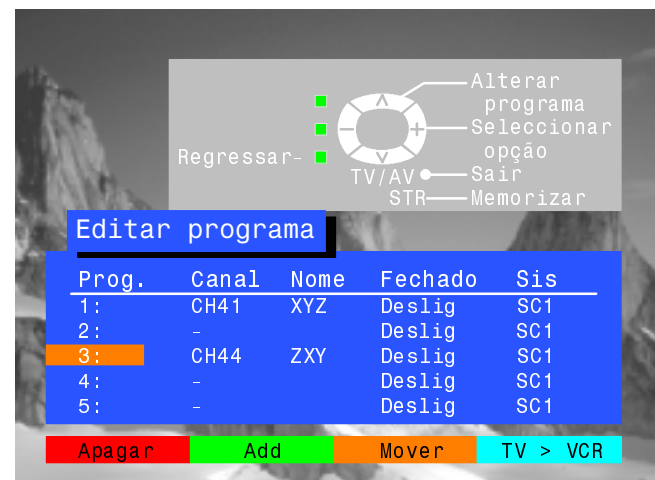 Alterar
programa
Seleccionar
opção
Regressar-
TV/AV Sair
STR Memorizar
Editar programa
Prog. Canal Nome Fechado Sis
1: CH41 XYZ Deslig SC1
2: - Deslig SC1
3: CH44 ZXY Deslig SC1
4: - Deslig SC1
5: - Deslig SC1
Apagar Add Mover TV > VCR